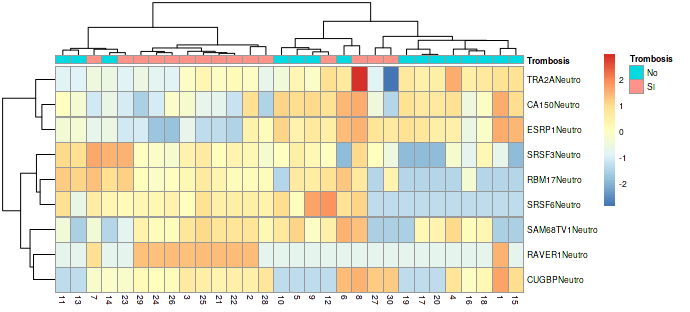 Trombosis
Trombosis
No
SI
2
1
0
-1
-2
TRA2ANeutro
CA150Neutro
ESRP1Neutro
SRSF3Neutro
RBM17Neutro
SRSF6Neutro
SAM68TV1Neutro
RAVER1Neutro
CUGBPNeutro
11 13 7 14 23 29 24 26 3 25 21 22 2 28 10 5 9 12 6 8 27 30 19 17 20 4 16 18 1 15